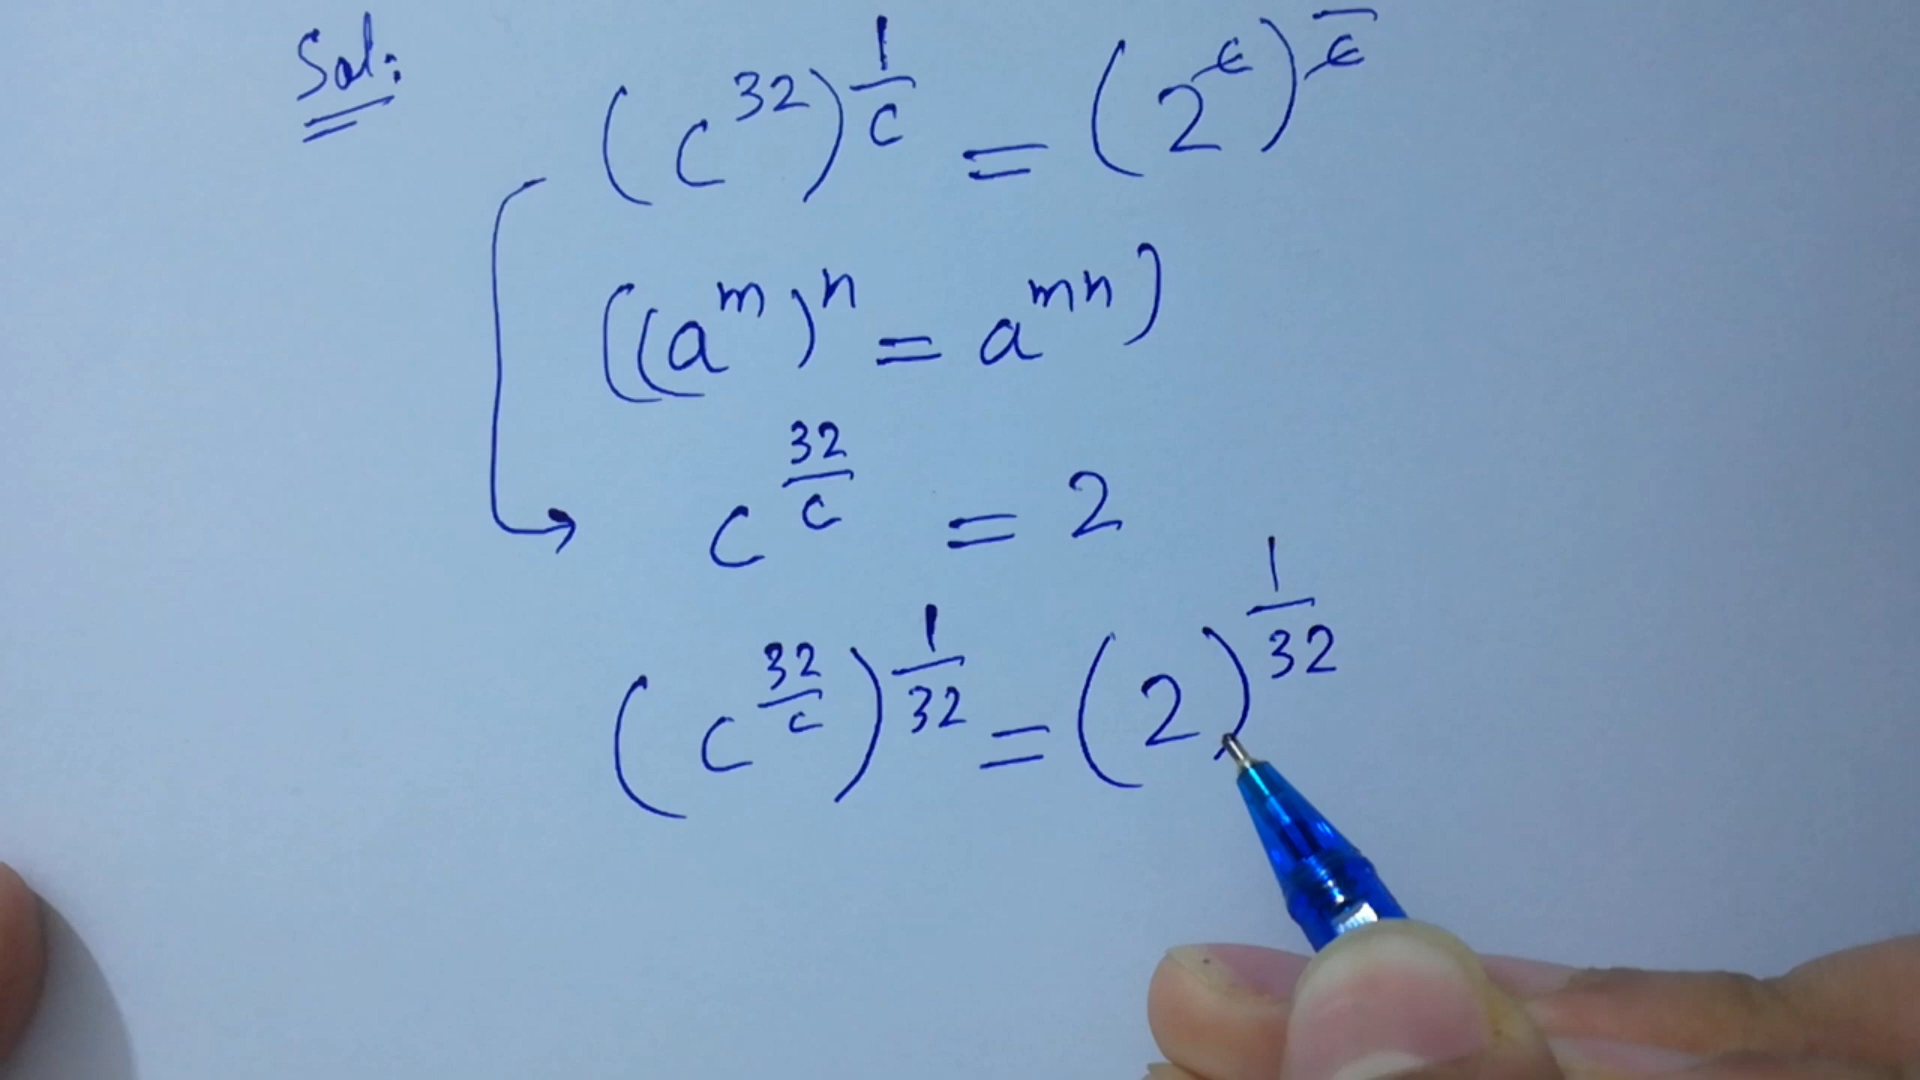 Sol:
(c^32)^(1/c) = (2^c)^(1/c)
((a^m)^n = a^mn)
c^(32/c) = 2
(c^(32/c))^(1/32) = (2)^(1/32)